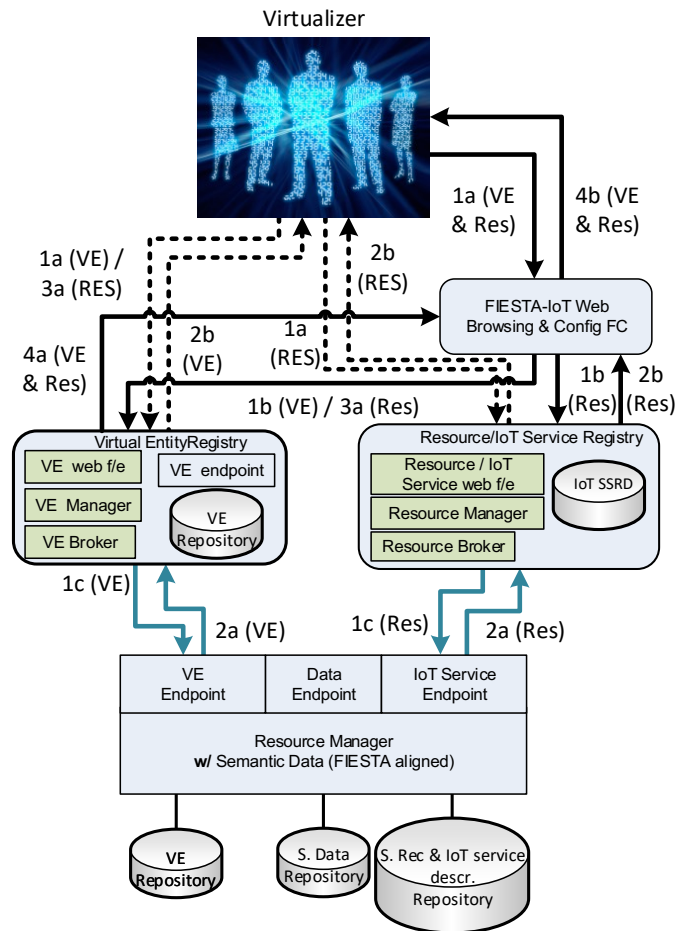 Virtualizer
1a (VE
& Res)
4b (VE
& Res)
1a (VE) /
3a (RES)
2b
(RES)
FIESTA-IoT Web
Browsing & Config FC
4a (VE
& Res)
2b
(VE)
1a
(RES)
1b
(Res)
2b
(Res)
1b (VE) / 3a (Res)
Virtual EntityRegistry
VE web f/e
VE endpoint
VE Manager
VE Broker
VE
Repository
Resource/IoT Service Registry
Resource / IoT
Service web f/e
IoT SSRD
Resource Manager
Resource Broker
1c (VE)
2a (VE)
1c (Res)
2a (Res)
VE
Endpoint
Data
Endpoint
IoT Service
Endpoint
Resource Manager
w/ Semantic Data (FIESTA aligned)
VE
Repository
S. Data
Repository
S. Rec & IoT service
descr.
Repository